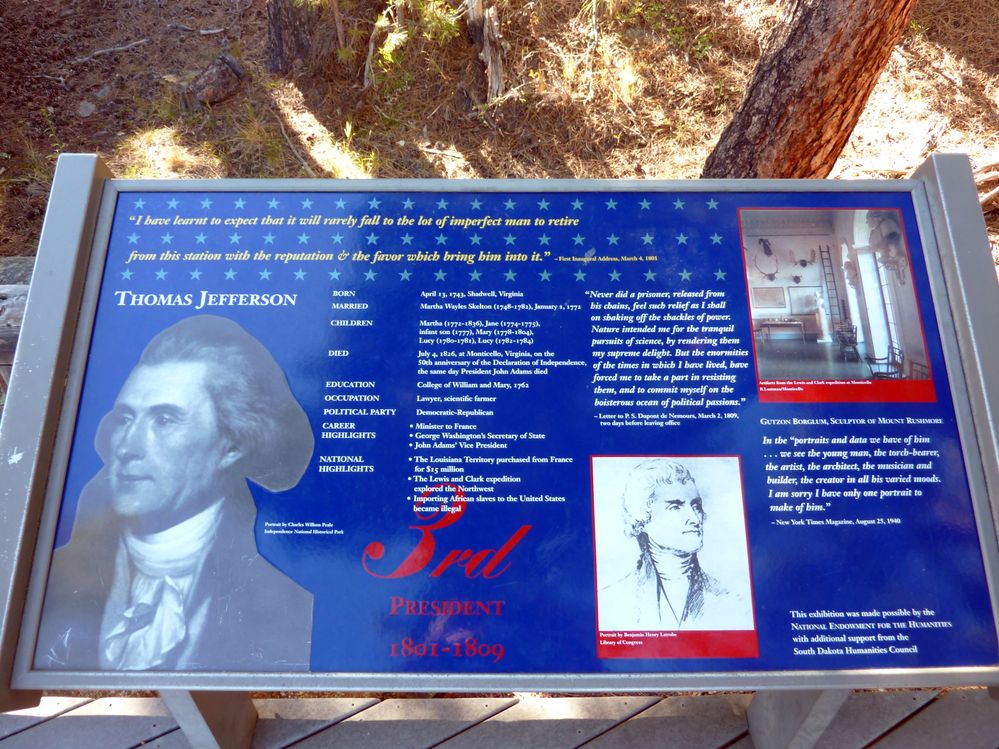 “I have learnt to expect that it will rarely fall to the lot of imperfect man to retire
from this station with the reputation & the favor which bring him into it.” – First Inaugural Address, March 4, 1801
THOMAS JEFFERSON
BORN April 13, 1743, Shadwell, Virginia
MARRIED Martha Wayles Skelton (1748-1782), January 1, 1772
CHILDREN Martha (1772-1836), Jane (1774-1775),
infant son (1777), Mary (1778-1804),
Lucy (1780-1781), Lucy (1782-1784)
DIED July 4, 1826, at Monticello, Virginia, on the
50th anniversary of the Declaration of Independence,
the same day President John Adams died
EDUCATION College of William and Mary, 1762
OCCUPATION Lawyer, scientific farmer
POLITICAL PARTY Democratic-Republican
CAREER • Minister to France
HIGHLIGHTS • George Washington’s Secretary of State
• John Adams’ Vice President
NATIONAL • The Louisiana Territory purchased from France
HIGHLIGHTS for $15 million
• The Lewis and Clark expedition
explored the Northwest
• Importing African slaves to the United States
became illegal
Portrait by Charles Willson Peale
Independence National Historical Park
3rd
PRESIDENT
1801-1809
“Never did a prisoner, released from
his chains, feel such relief as I shall
on shaking off the shackles of power.
Nature intended me for the tranquil
pursuits of science, by rendering them
my supreme delight. But the enormities
of the times in which I have lived, have
forced me to take a part in resisting
them, and to commit myself on the
boisterous ocean of political passions.”
– Letter to P. S. Dupont de Nemours, March 2, 1809,
two days before leaving office
Portrait by Benjamin Henry Latrobe
Library of Congress
Artifacts from the Lewis and Clark expedition at Monticello
R.Lautman/Monticello
GUTZON BORGLUM, SCULPTOR OF MOUNT RUSHMORE
In the “portraits and data we have of him
. . . we see the young man, the torch-bearer,
the artist, the architect, the musician and
builder, the creator in all his varied moods.
I am sorry I have only one portrait to
make of him.”
– New York Times Magazine, August 25, 1940
This exhibition was made possible by the
NATIONAL ENDOWMENT FOR THE HUMANITIES
with additional support from the
South Dakota Humanities Council